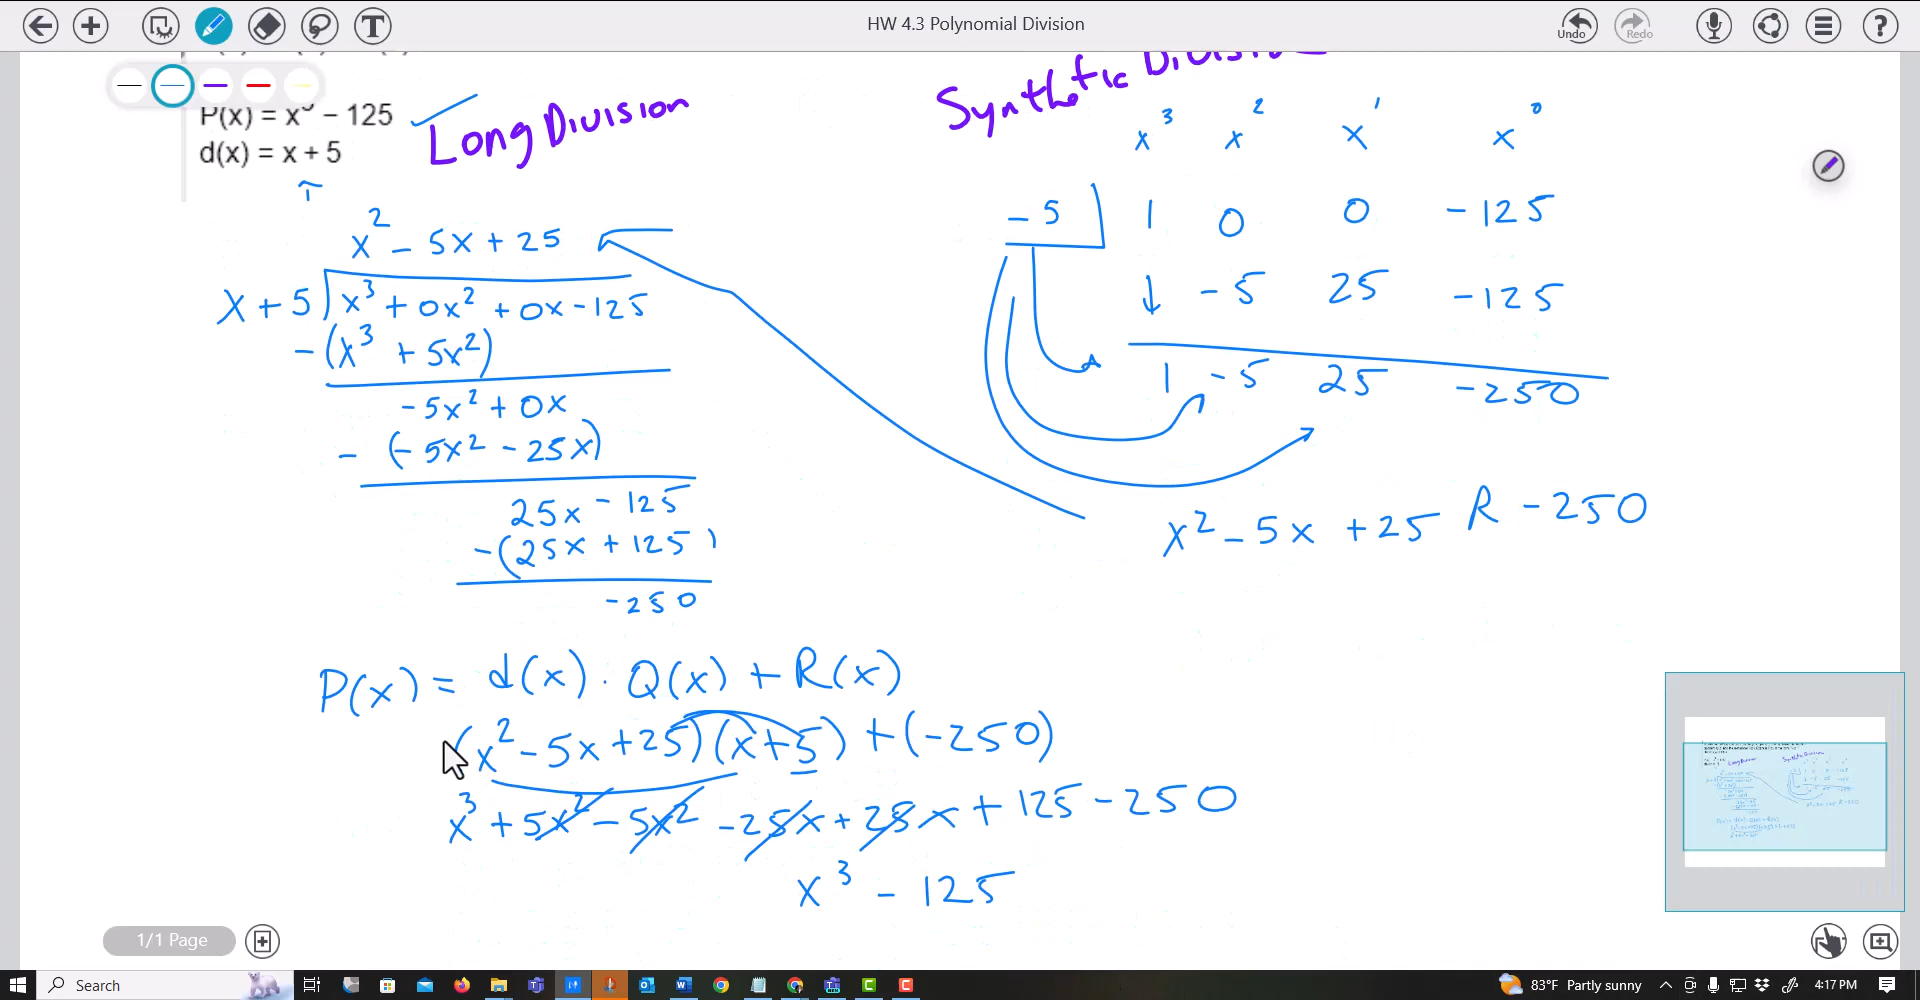 HW 4.3 Polynomial Division
Undo
Redo
P(x) = x³ − 125
d(x) = x + 5
Long Division
Synthetic Division
x³ x² x¹ x⁰
-5 1 0 0 -125
↓ -5 25 -125
1 -5 25 -250
x² - 5x + 25 R -250
x² - 5x + 25
x + 5 x³ + 0x² + 0x - 125
-(x³ + 5x²)
-5x² + 0x
- (-5x² - 25x)
25x - 125
-(25x + 125)
-250
P(x) = d(x) · Q(x) + R(x)
(x² - 5x + 25)(x + 5) + (-250)
x³ + 5x² - 5x² - 25x + 25x + 125 - 250
x³ - 125
1/1 Page
Search
83°F Partly sunny
4:17 PM